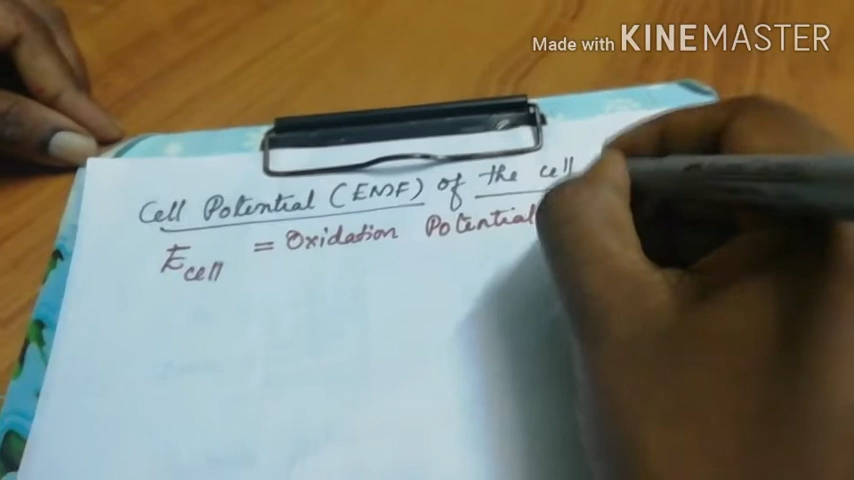 Made with KINEMASTER
Cell Potential (EMF) of the cell
Ecell = Oxidation Potential